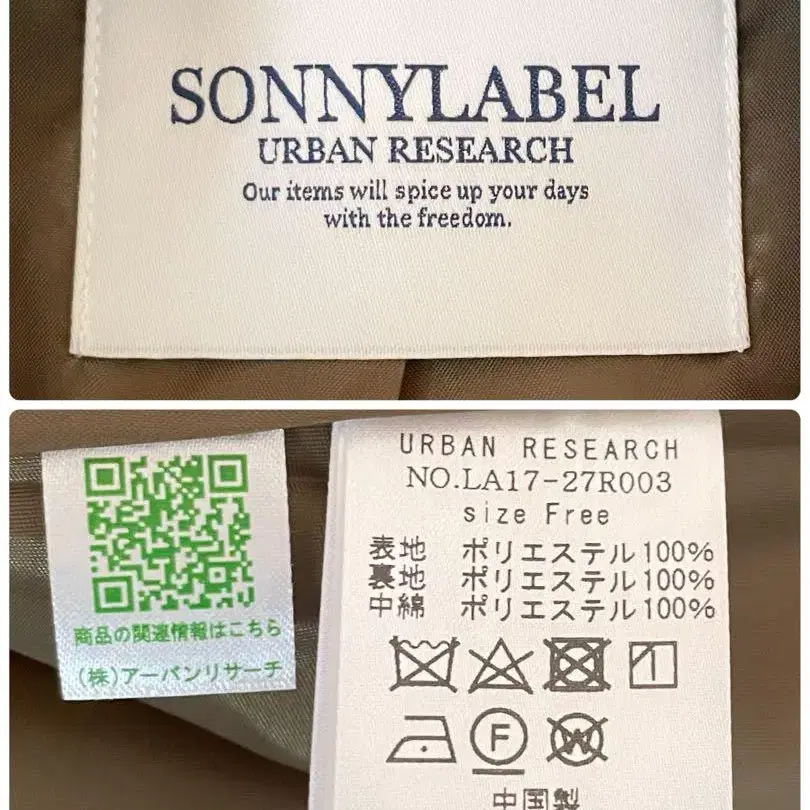 SONNYLABEL
URBAN RESEARCH
Our items will spice up your days
with the freedom.
商品の関連情報はこちら
(株)アーバンリサーチ
URBAN RESEARCH
NO.LA17-27R003
size Free
表地 ポリエステル100%
裏地 ポリエステル100%
中綿 ポリエステル100%
F
W
中国製